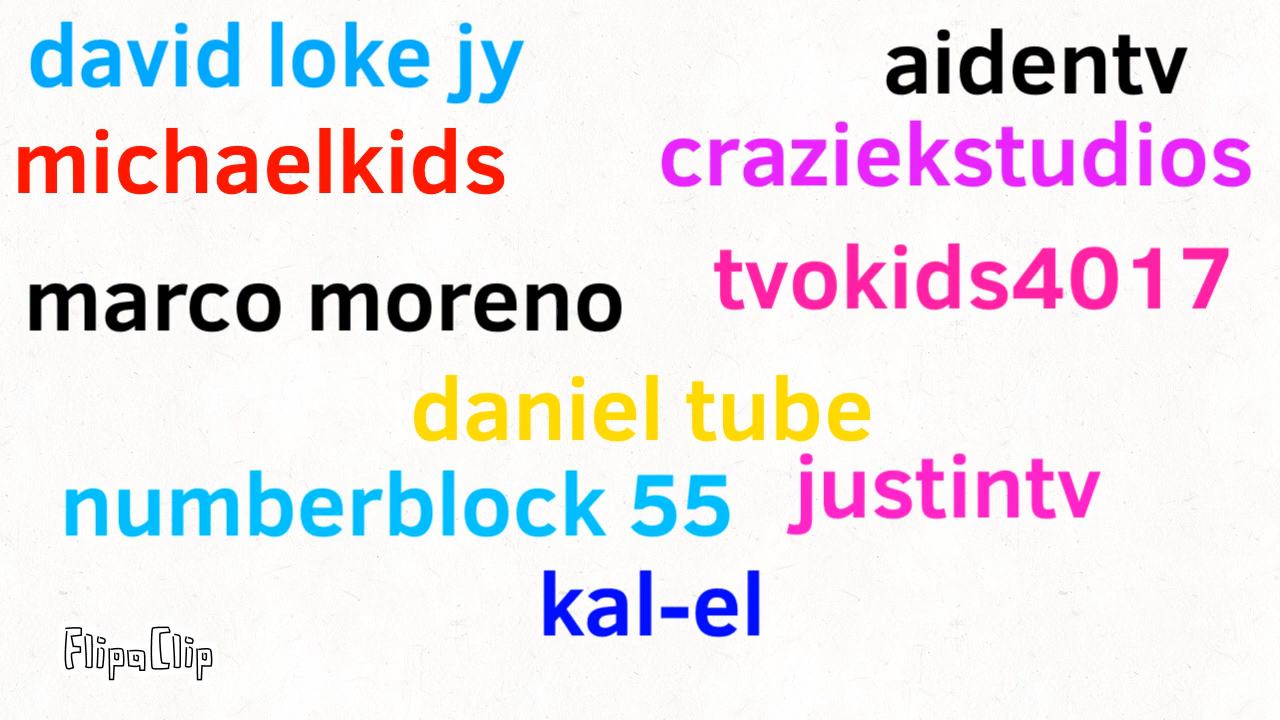 david loke jy
aidentv
michaelkids
craziekstudios
marco moreno
tvokids4017
daniel tube
numberblock 55
justintv
kal-el
FlipaClip